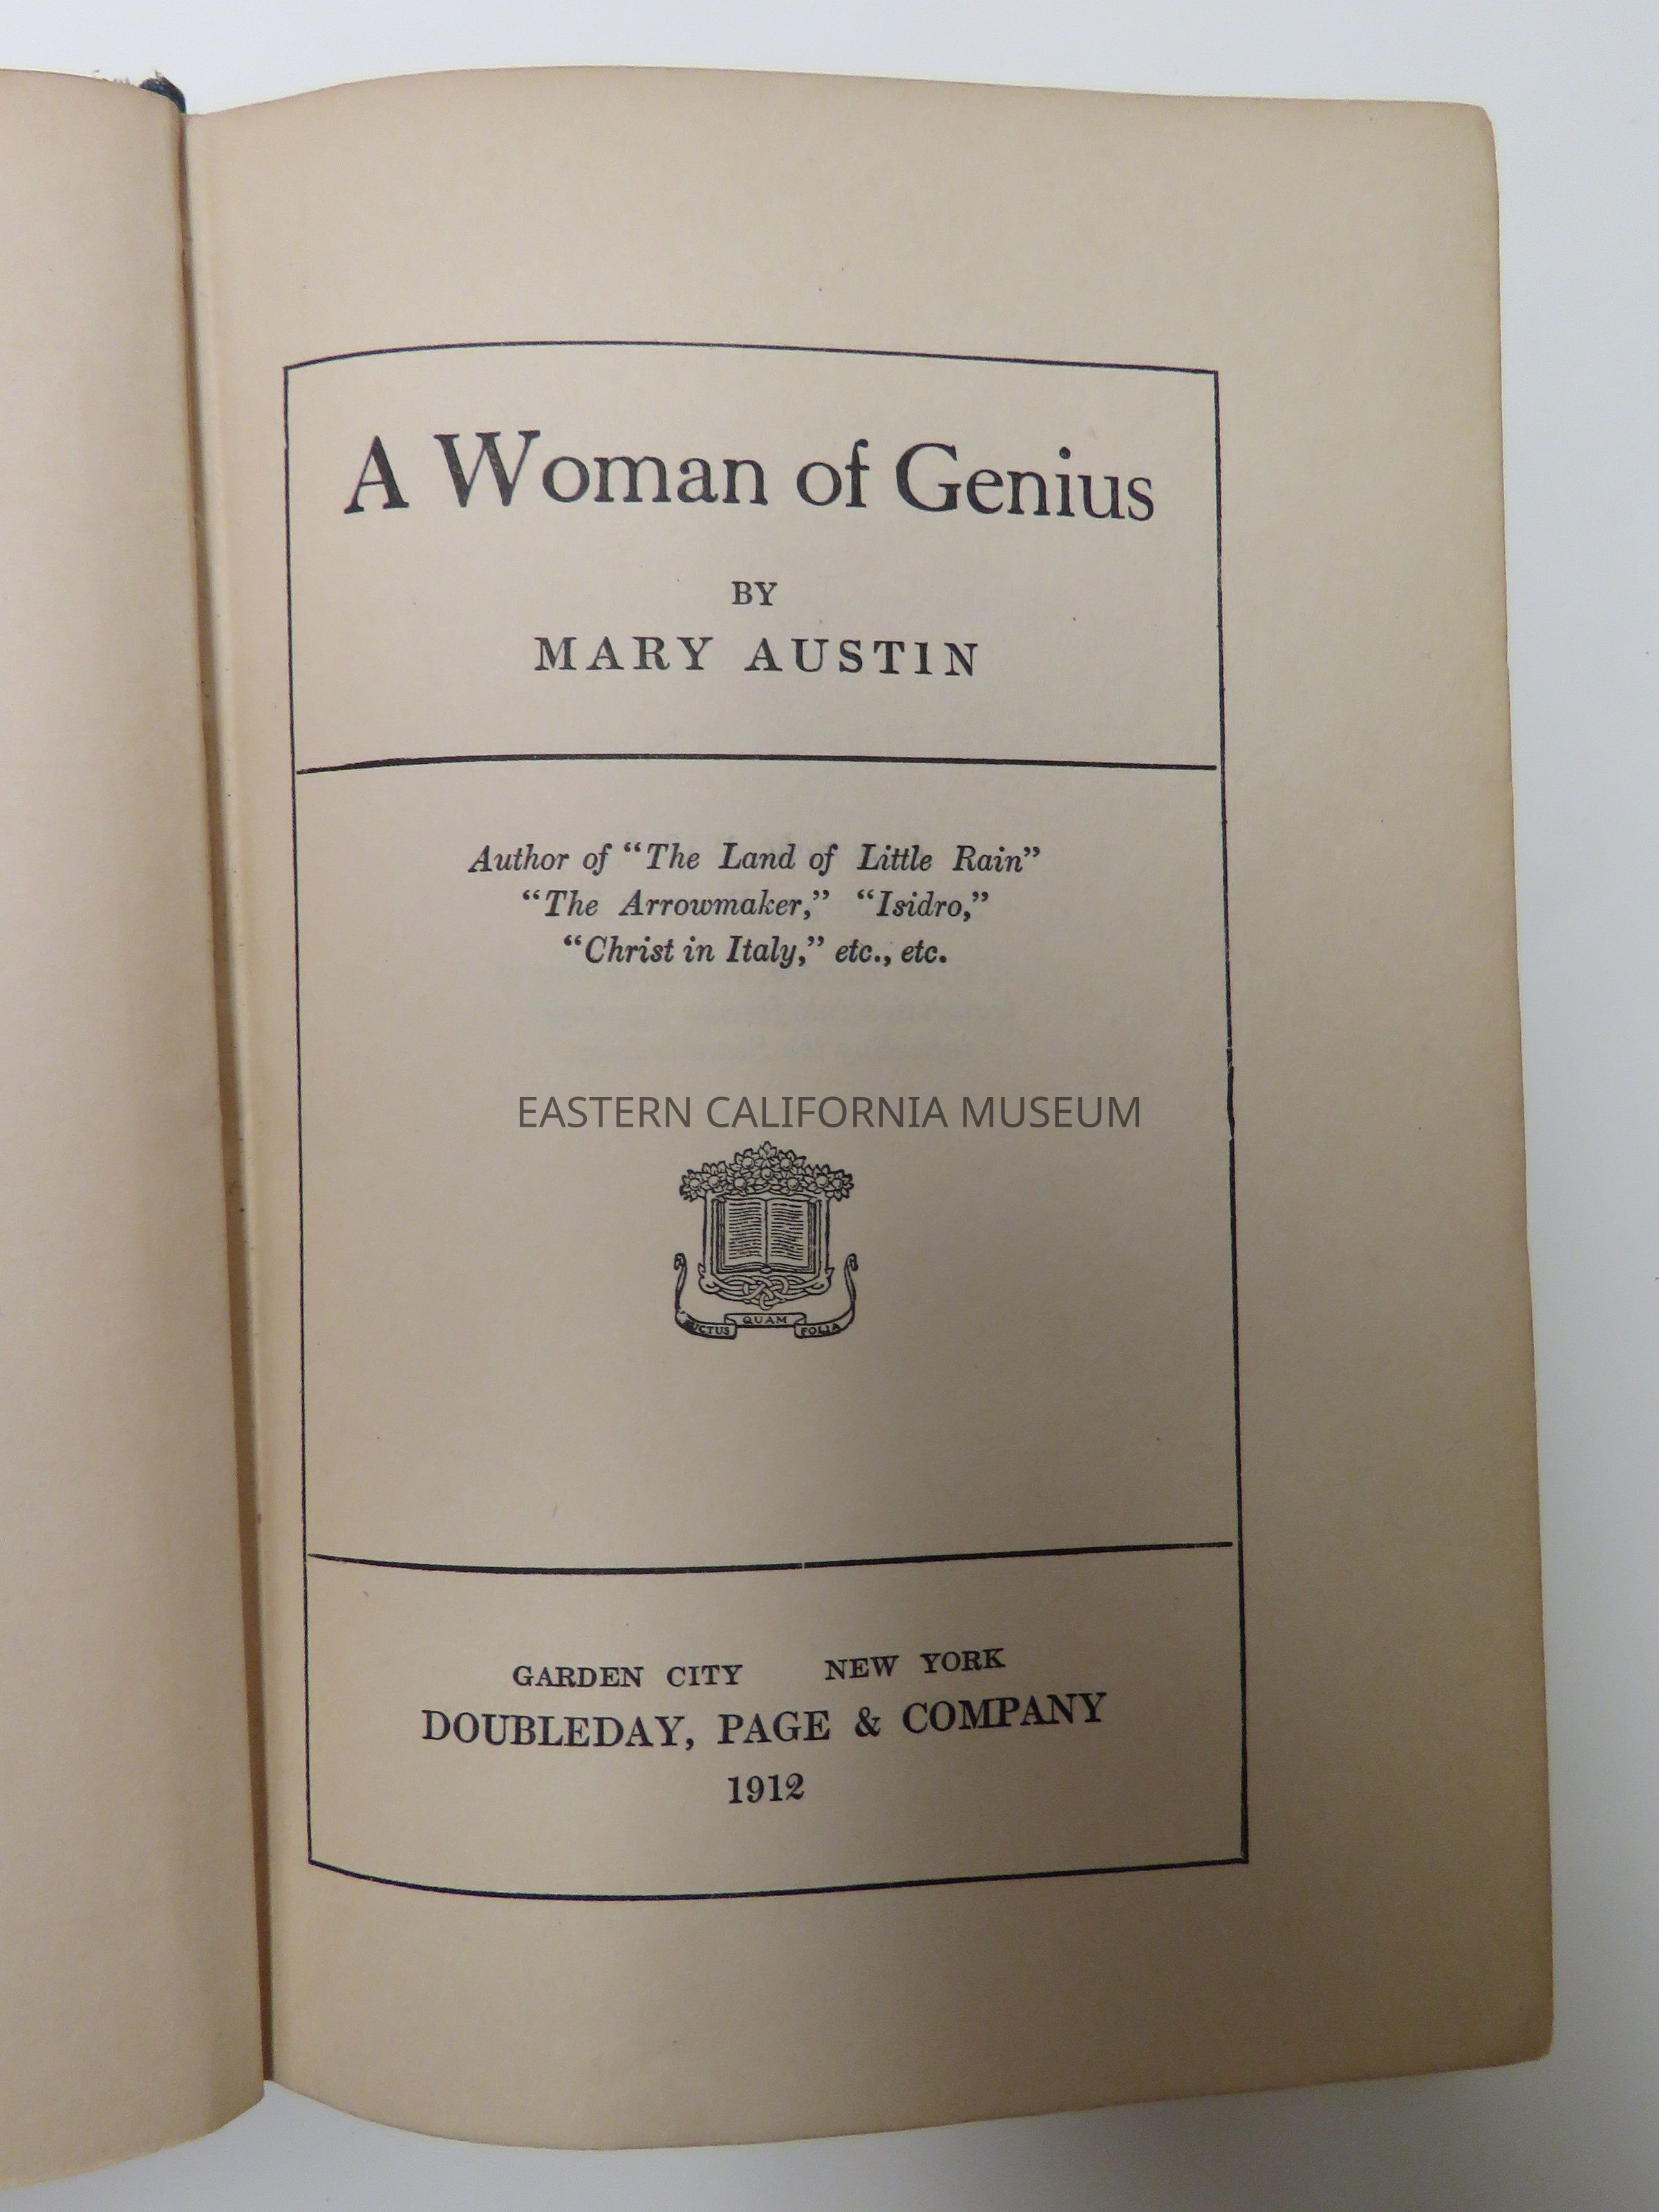 A Woman of Genius
BY
MARY AUSTIN
Author of “The Land of Little Rain”
“The Arrowmaker,” “Isidro,”
“Christ in Italy,” etc., etc.
EASTERN CALIFORNIA MUSEUM
QUAM
FOLIA
GARDEN CITY NEW YORK
DOUBLEDAY, PAGE & COMPANY
1912